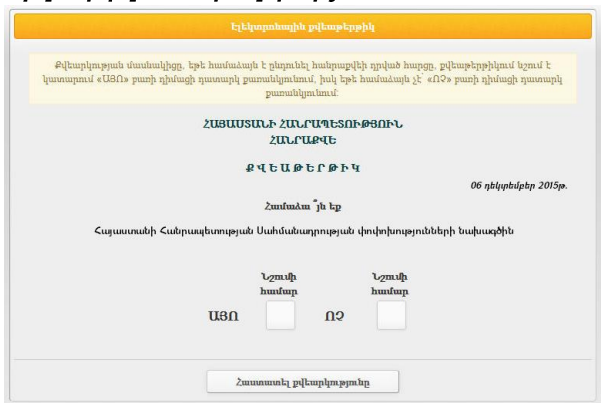 Էլեկտրոնային քվեաթերթիկ
Քվեարկության մասնակիցը, եթե համաձայն է ընդունել հանրաքվեի դրված հարցը, քվեաթերթիկում նշում է
կատարում «ԱՅՈ» բառի դիմացի դատարկ քառանկյունում, իսկ եթե համաձայն չէ՝ «ՈՉ» բառի դիմացի դատարկ
քառանկյունում:
ՀԱՅԱՍՏԱՆԻ ՀԱՆՐԱՊԵՏՈՒԹՅՈՒՆ
ՀԱՆՐԱՔՎԵ
Ք Վ Ե Ա Թ Ե Ր Թ Ի Կ
06 դեկտեմբեր 2015թ.
Համաձա ՞յն եք
Հայաստանի Հանրապետության Սահմանադրության փոփոխությունների նախագծին
Նշումի համար
Նշումի համար
ԱՅՈ ՈՉ
Հաստատել քվեարկությունը